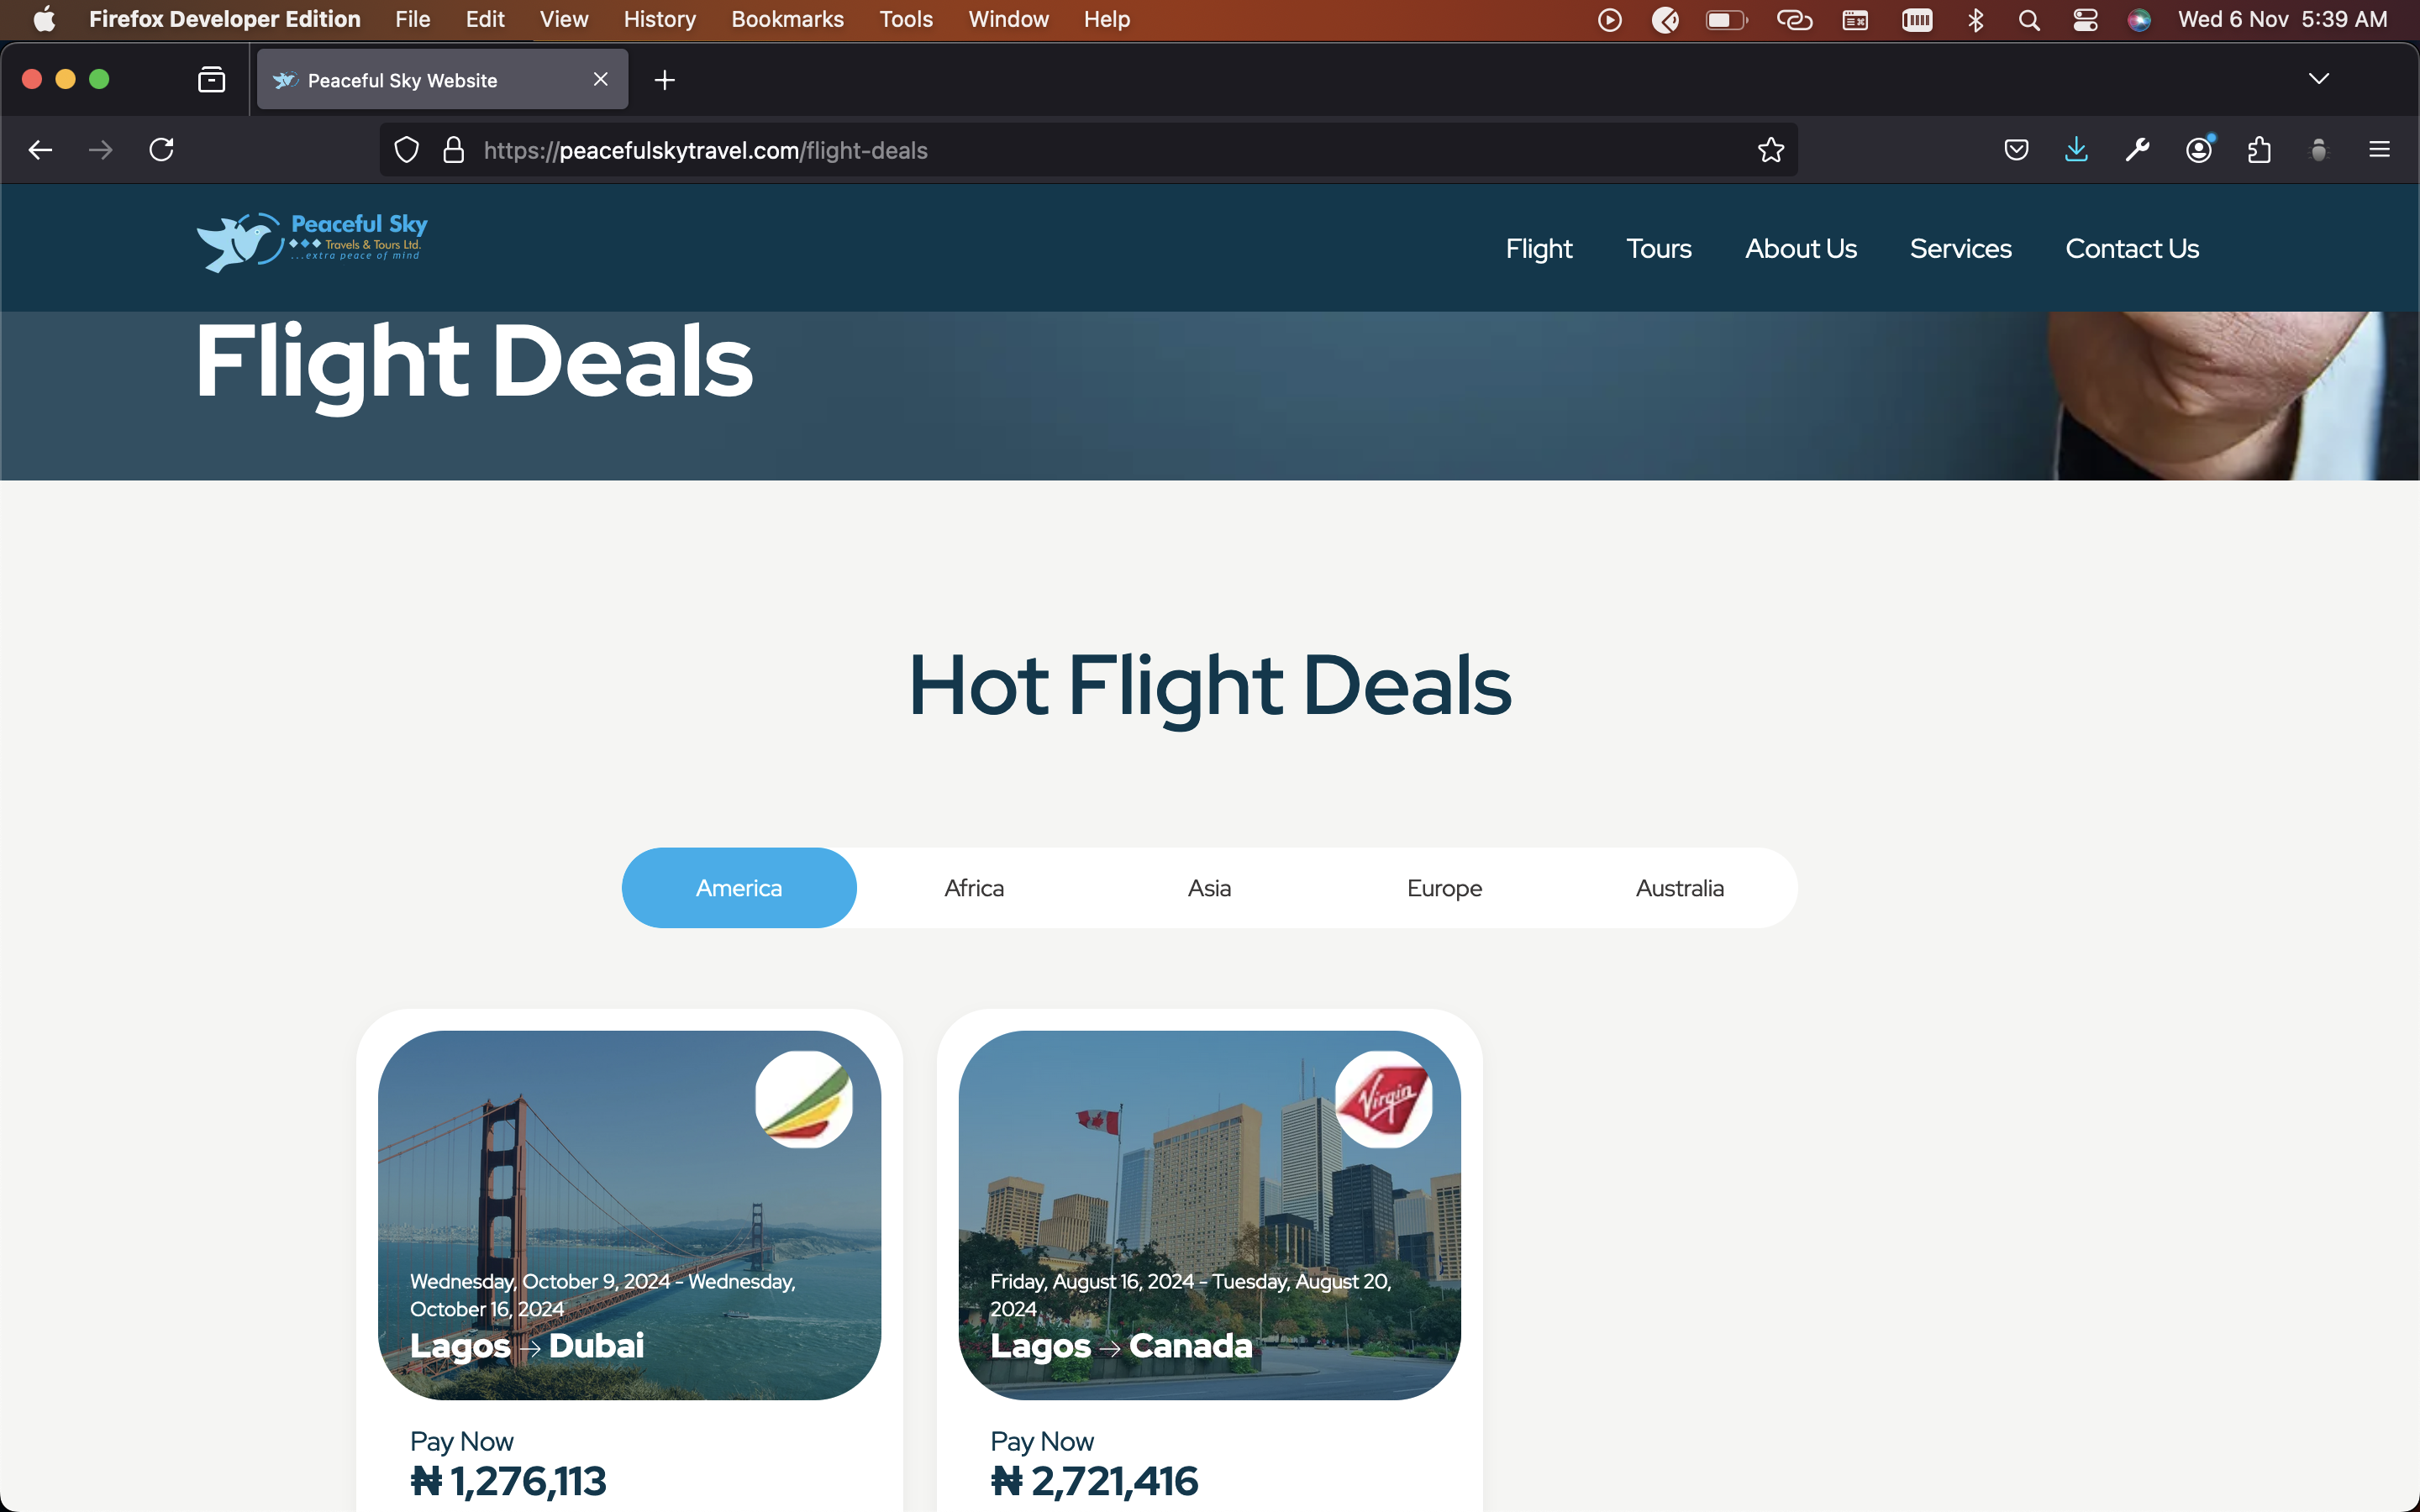 Firefox Developer Edition File Edit View History Bookmarks Tools Window Help Wed 6 Nov 5:39 AM
Peaceful Sky Website
https://peacefulskytravel.com/flight-deals
Peaceful Sky
Travels & Tours Ltd.
...extra peace of mind
Flight Tours About Us Services Contact Us
Flight Deals
Hot Flight Deals
America Africa Asia Europe Australia
Virgin
Wednesday, October 9, 2024 - Wednesday,
October 16, 2024
Lagos → Dubai
Friday, August 16, 2024 - Tuesday, August 20,
2024
Lagos → Canada
Pay Now
₦ 1,276,113
Pay Now
₦ 2,721,416